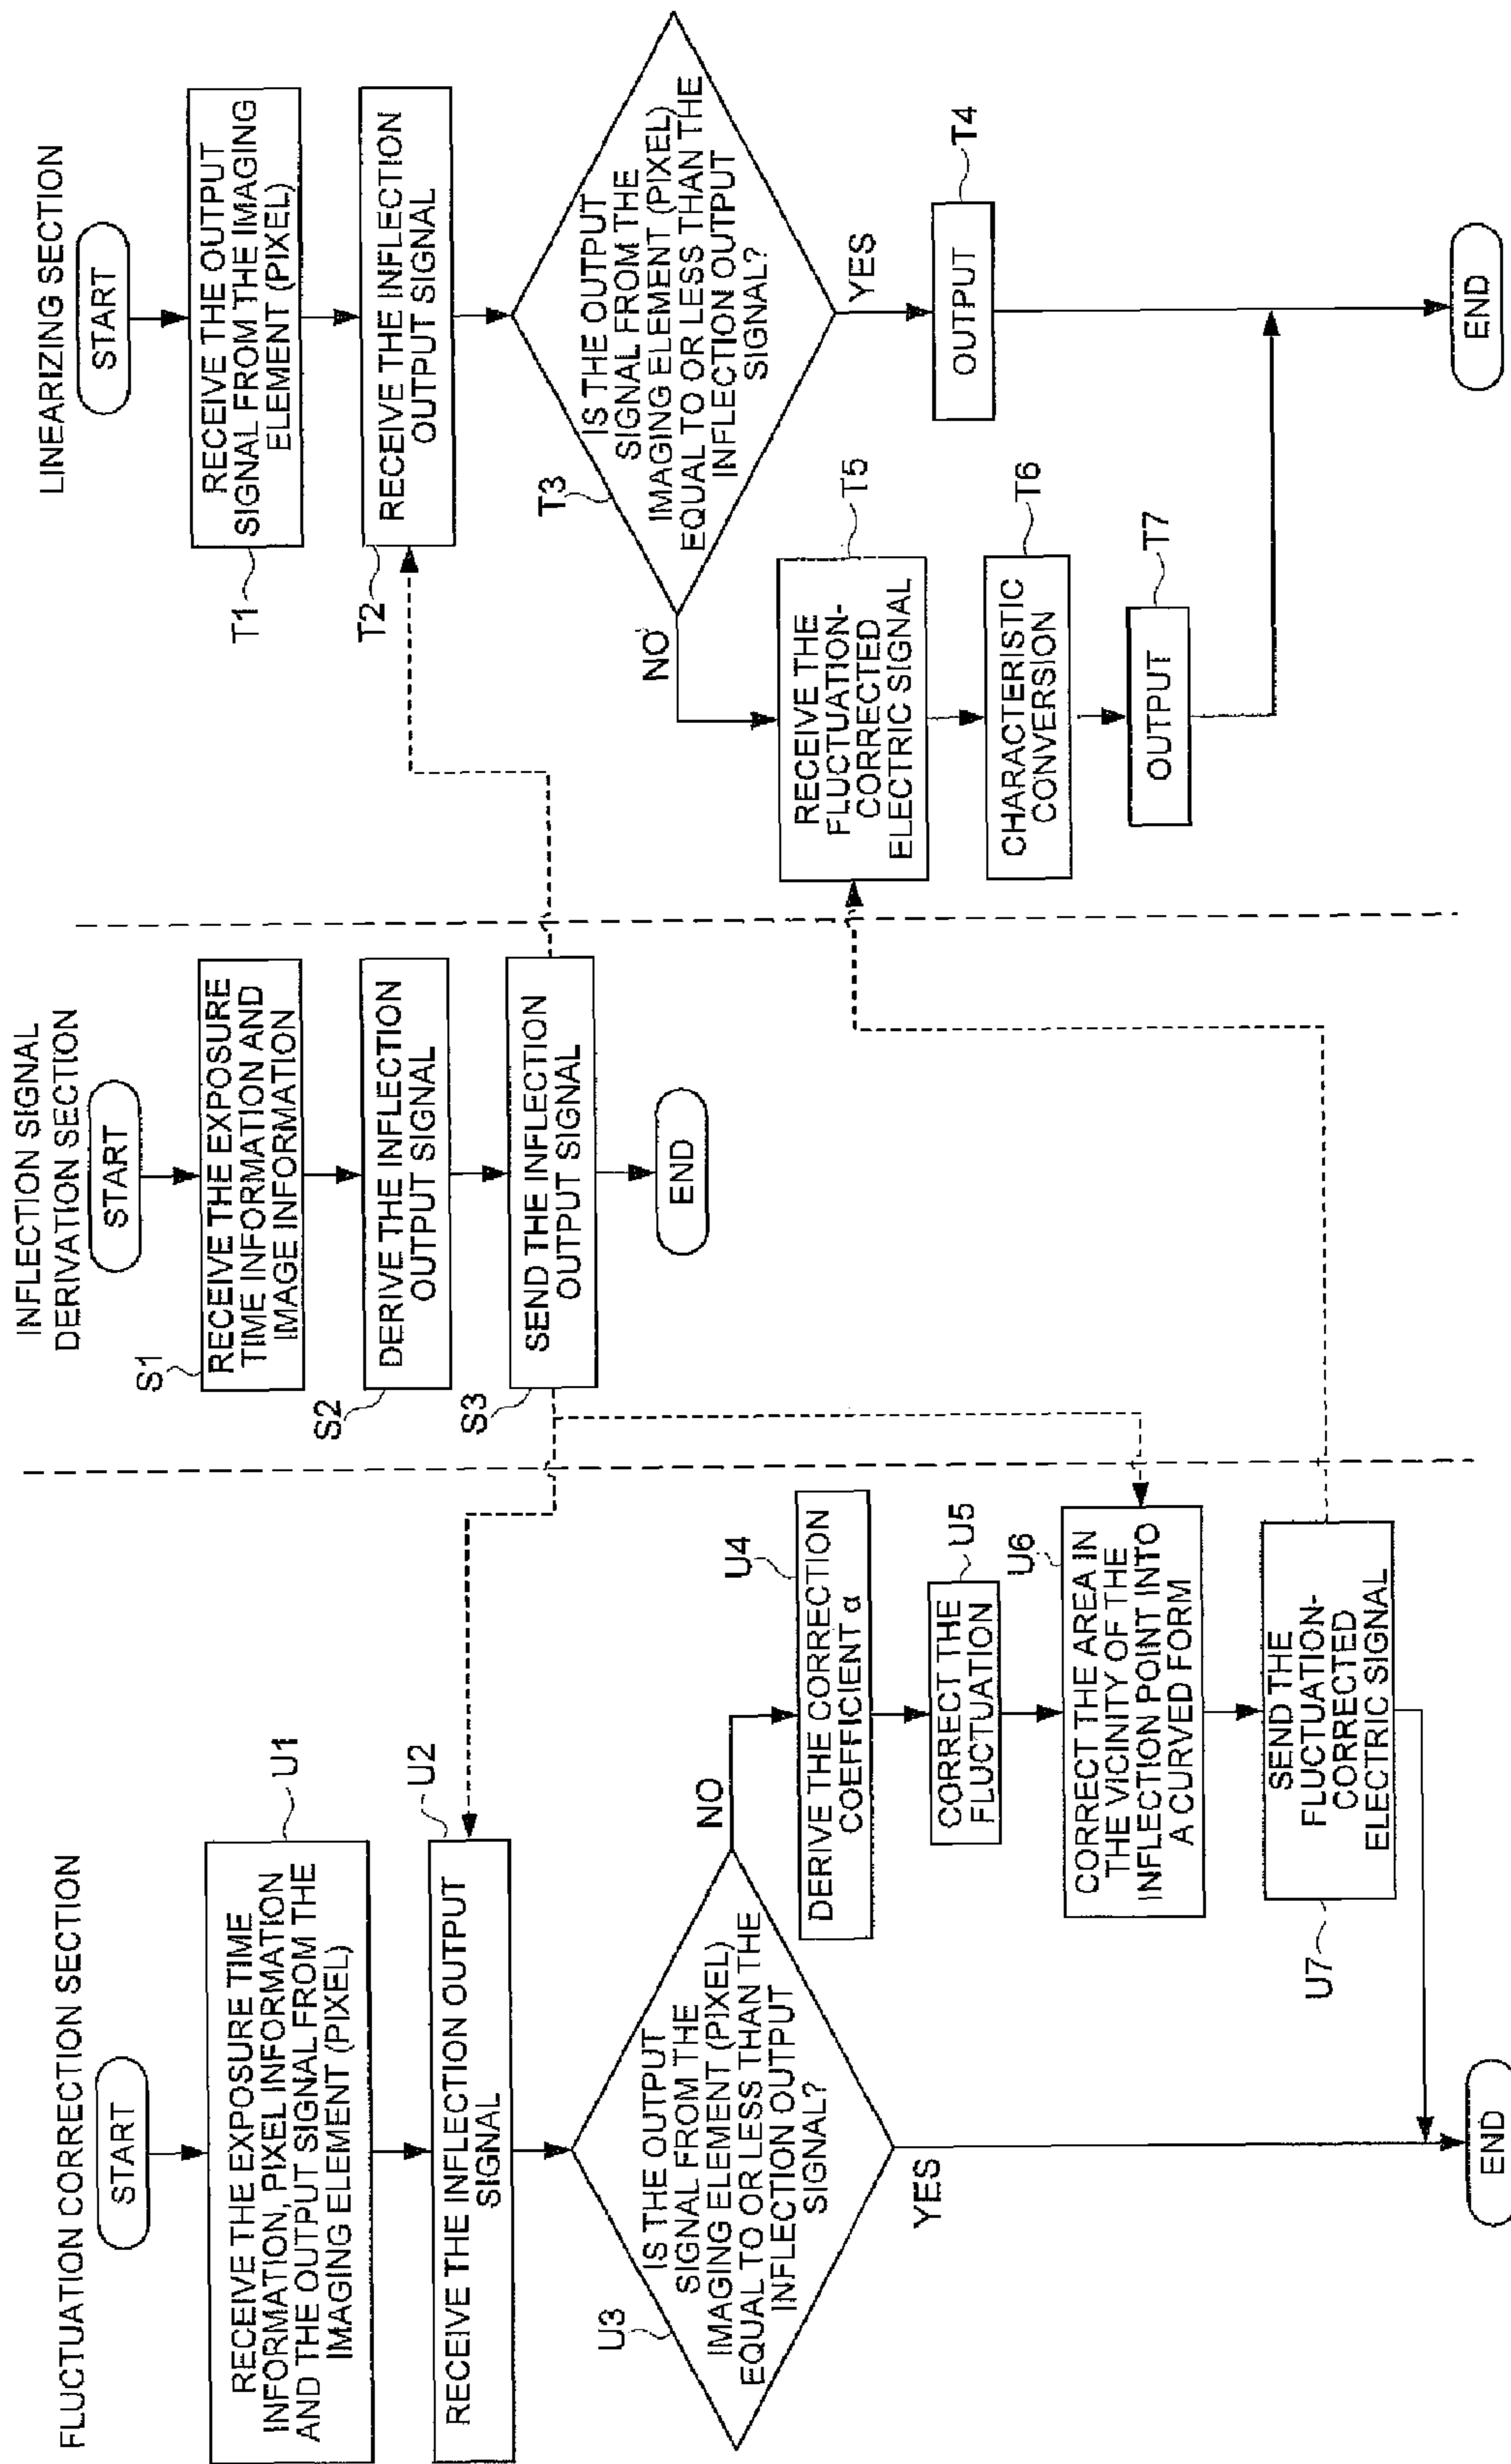 FLUCTUATION CORRECTION SECTION
START
RECEIVE THE EXPOSURE TIME
INFORMATION, PIXEL INFORMATION
AND THE OUTPUT SIGNAL FROM THE
IMAGING ELEMENT (PIXEL)
U1
RECEIVE THE INFLECTION OUTPUT
SIGNAL
U2
IS THE OUTPUT
SIGNAL FROM THE
IMAGING ELEMENT (PIXEL)
EQUAL TO OR LESS THAN THE
INFLECTION OUTPUT
SIGNAL?
U3
NO
YES
DERIVE THE CORRECTION
COEFFICIENT α
U4
CORRECT THE
FLUCTUATION
U5
CORRECT THE AREA IN
THE VICINITY OF THE
INFLECTION POINT INTO
A CURVED FORM
U6
SEND THE
FLUCTUATION-
CORRECTED
ELECTRIC SIGNAL
U7
END
INFLECTION SIGNAL
DERIVATION SECTION
START
RECEIVE THE EXPOSURE
TIME INFORMATION AND
IMAGE INFORMATION
S1
DERIVE THE INFLECTION
OUTPUT SIGNAL
S2
SEND THE INFLECTION
OUTPUT SIGNAL
S3
END
LINEARIZING SECTION
START
RECEIVE THE OUTPUT
SIGNAL FROM THE IMAGING
ELEMENT (PIXEL)
T1
RECEIVE THE INFLECTION
OUTPUT SIGNAL
T2
IS THE OUTPUT
SIGNAL FROM THE
IMAGING ELEMENT (PIXEL)
EQUAL TO OR LESS THAN THE
INFLECTION OUTPUT
SIGNAL?
T3
NO
YES
OUTPUT
T4
RECEIVE THE
FLUCTUATION-
CORRECTED
ELECTRIC SIGNAL
T5
CHARACTERISTIC
CONVERSION
T6
OUTPUT
T7
END